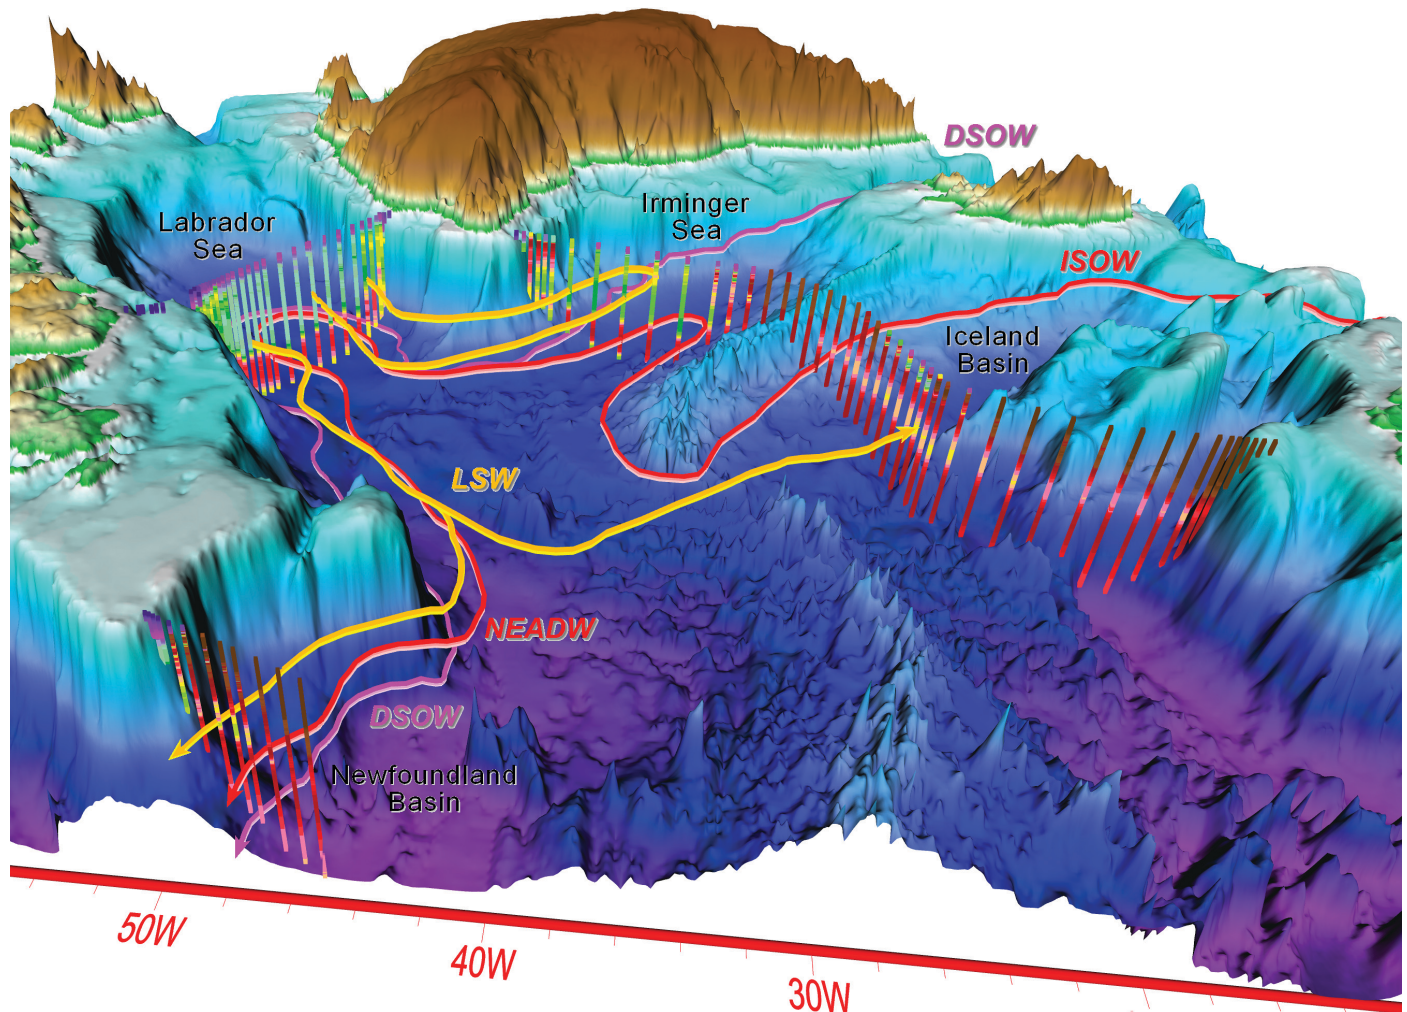 DSOW
Labrador
Sea
Irminger
Sea
ISOW
Iceland
Basin
LSW
NEADW
DSOW
Newfoundland
Basin
50W
40W
30W